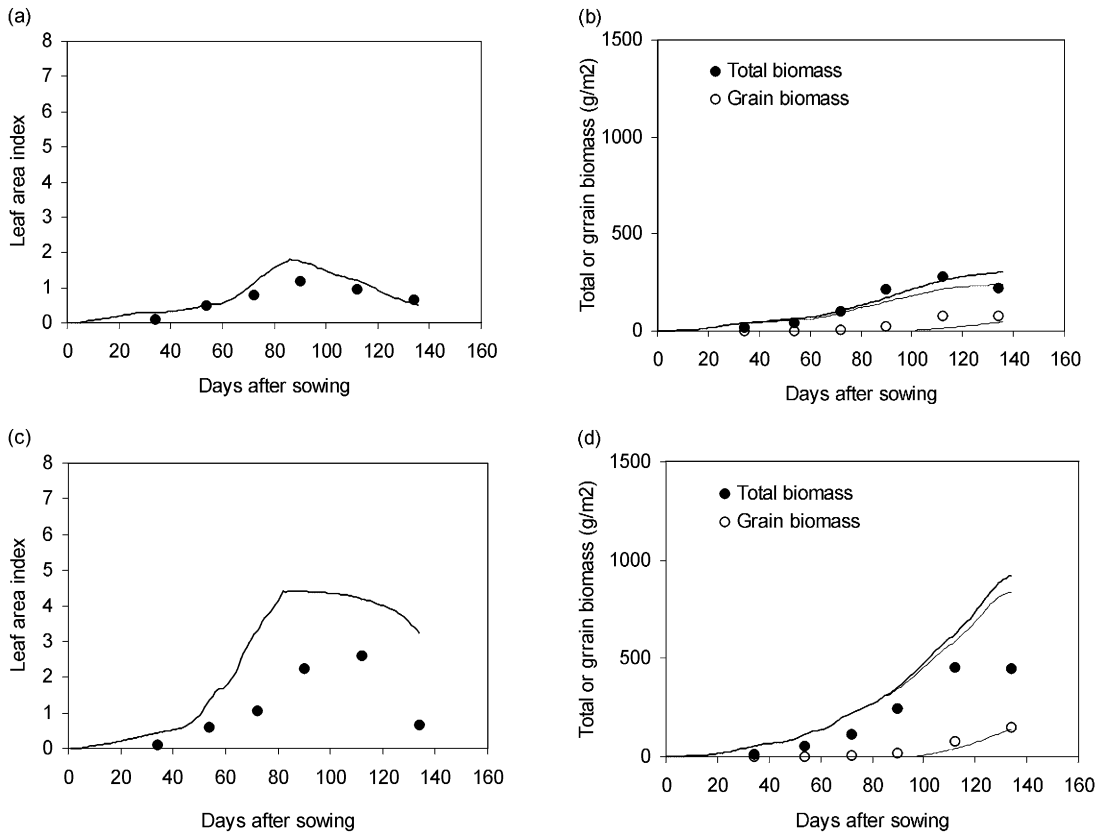 (a)
8
7
6
5
4
3
2
1
0
Leaf area index
0 20 40 60 80 100 120 140 160
Days after sowing
(b)
1500
1000
500
0
Total or grrain biomass (g/m2)
Total biomass
Grain biomass
0 20 40 60 80 100 120 140 160
Days after sowing
(c)
8
7
6
5
4
3
2
1
0
Leaf area index
0 20 40 60 80 100 120 140 160
Days after sowing
(d)
1500
1000
500
0
Total or grrain biomass (g/m2)
Total biomass
Grain biomass
0 20 40 60 80 100 120 140 160
Days after sowing